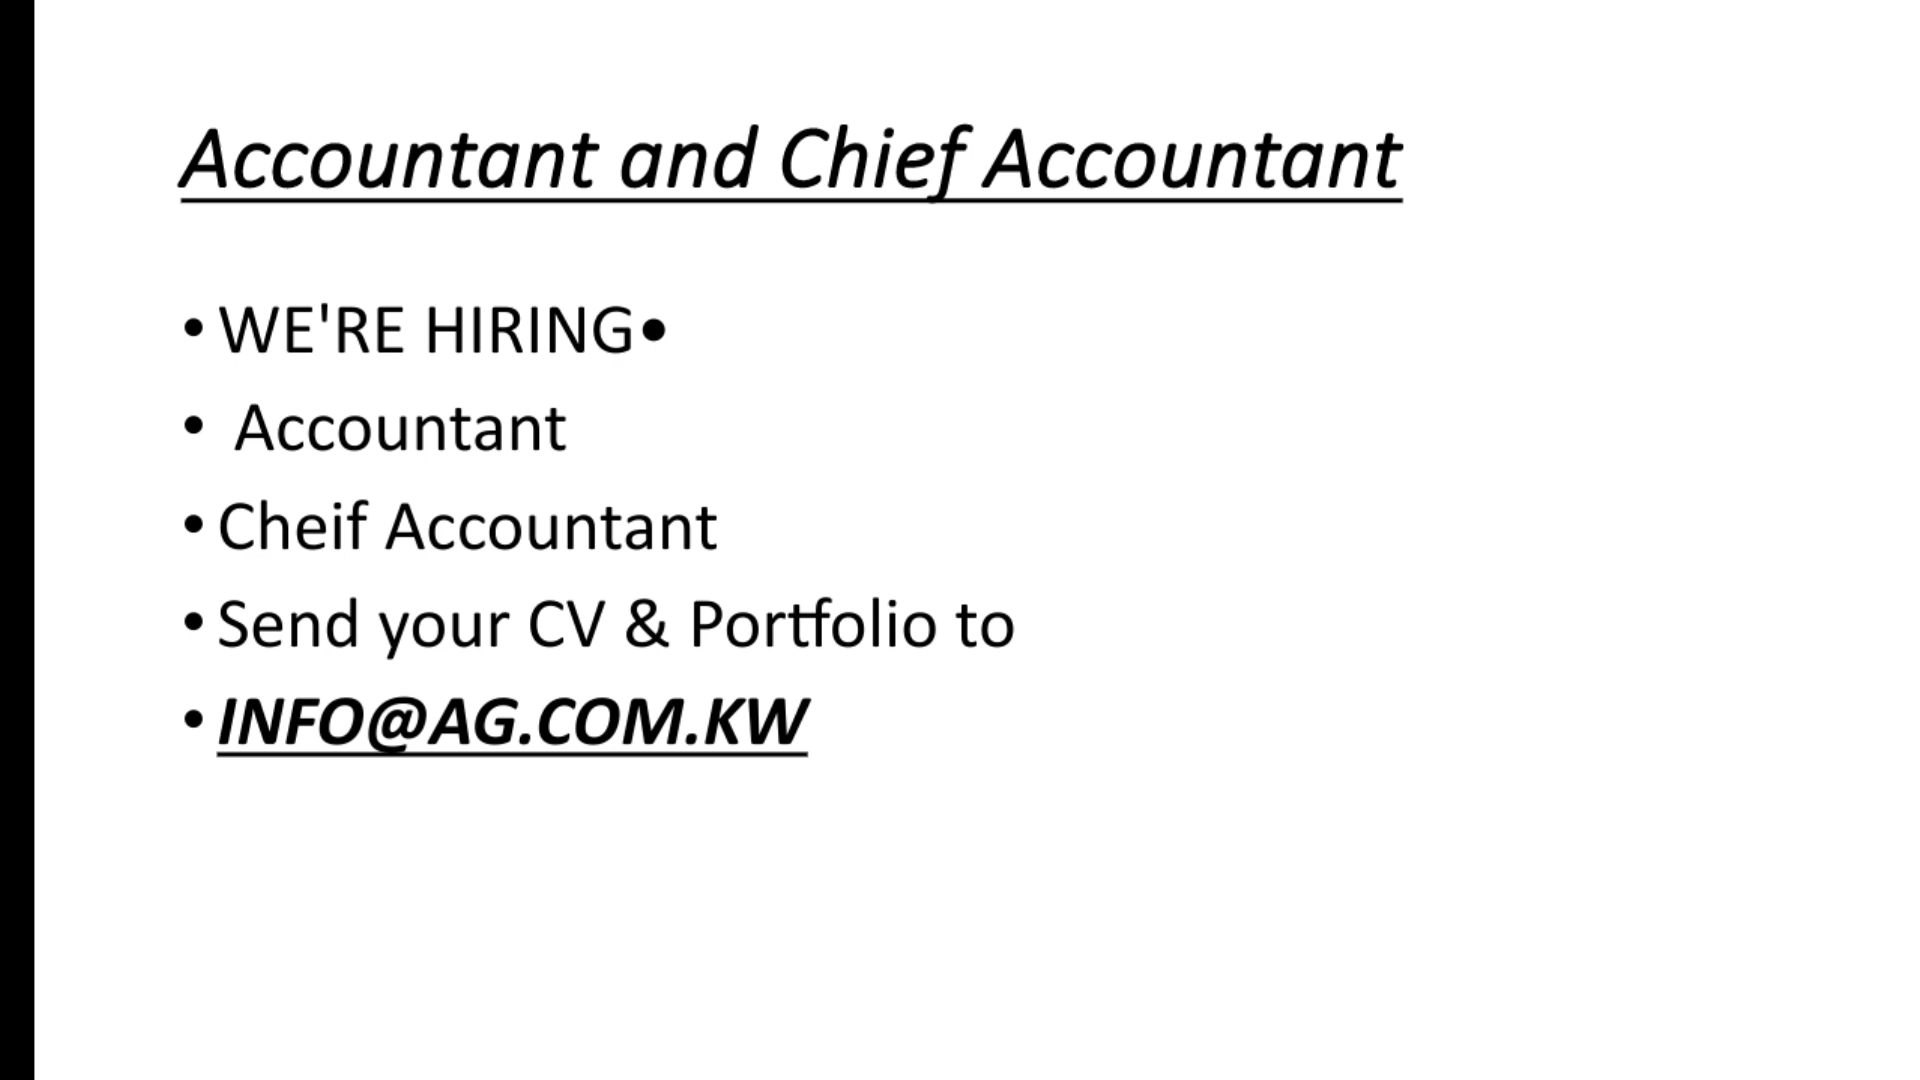 Accountant and Chief Accountant
• WE'RE HIRING•
• Accountant
• Cheif Accountant
• Send your CV & Portfolio to
• INFO@AG.COM.KW